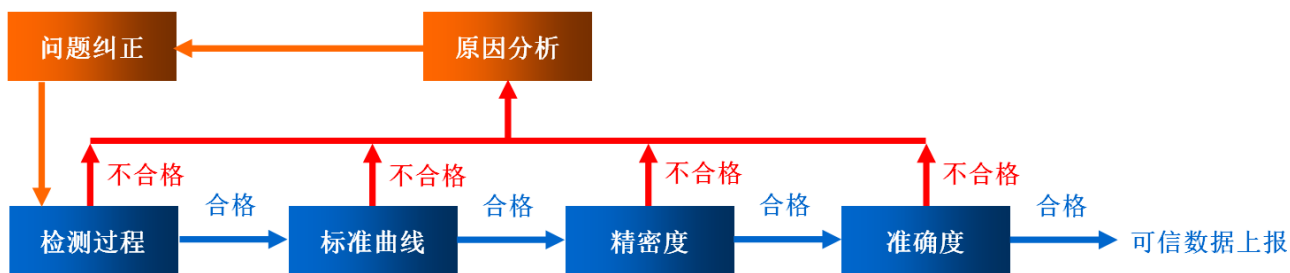 问题纠正
原因分析
不合格
不合格
不合格
不合格
合格
合格
合格
合格
检测过程
标准曲线
精密度
准确度
可信数据上报